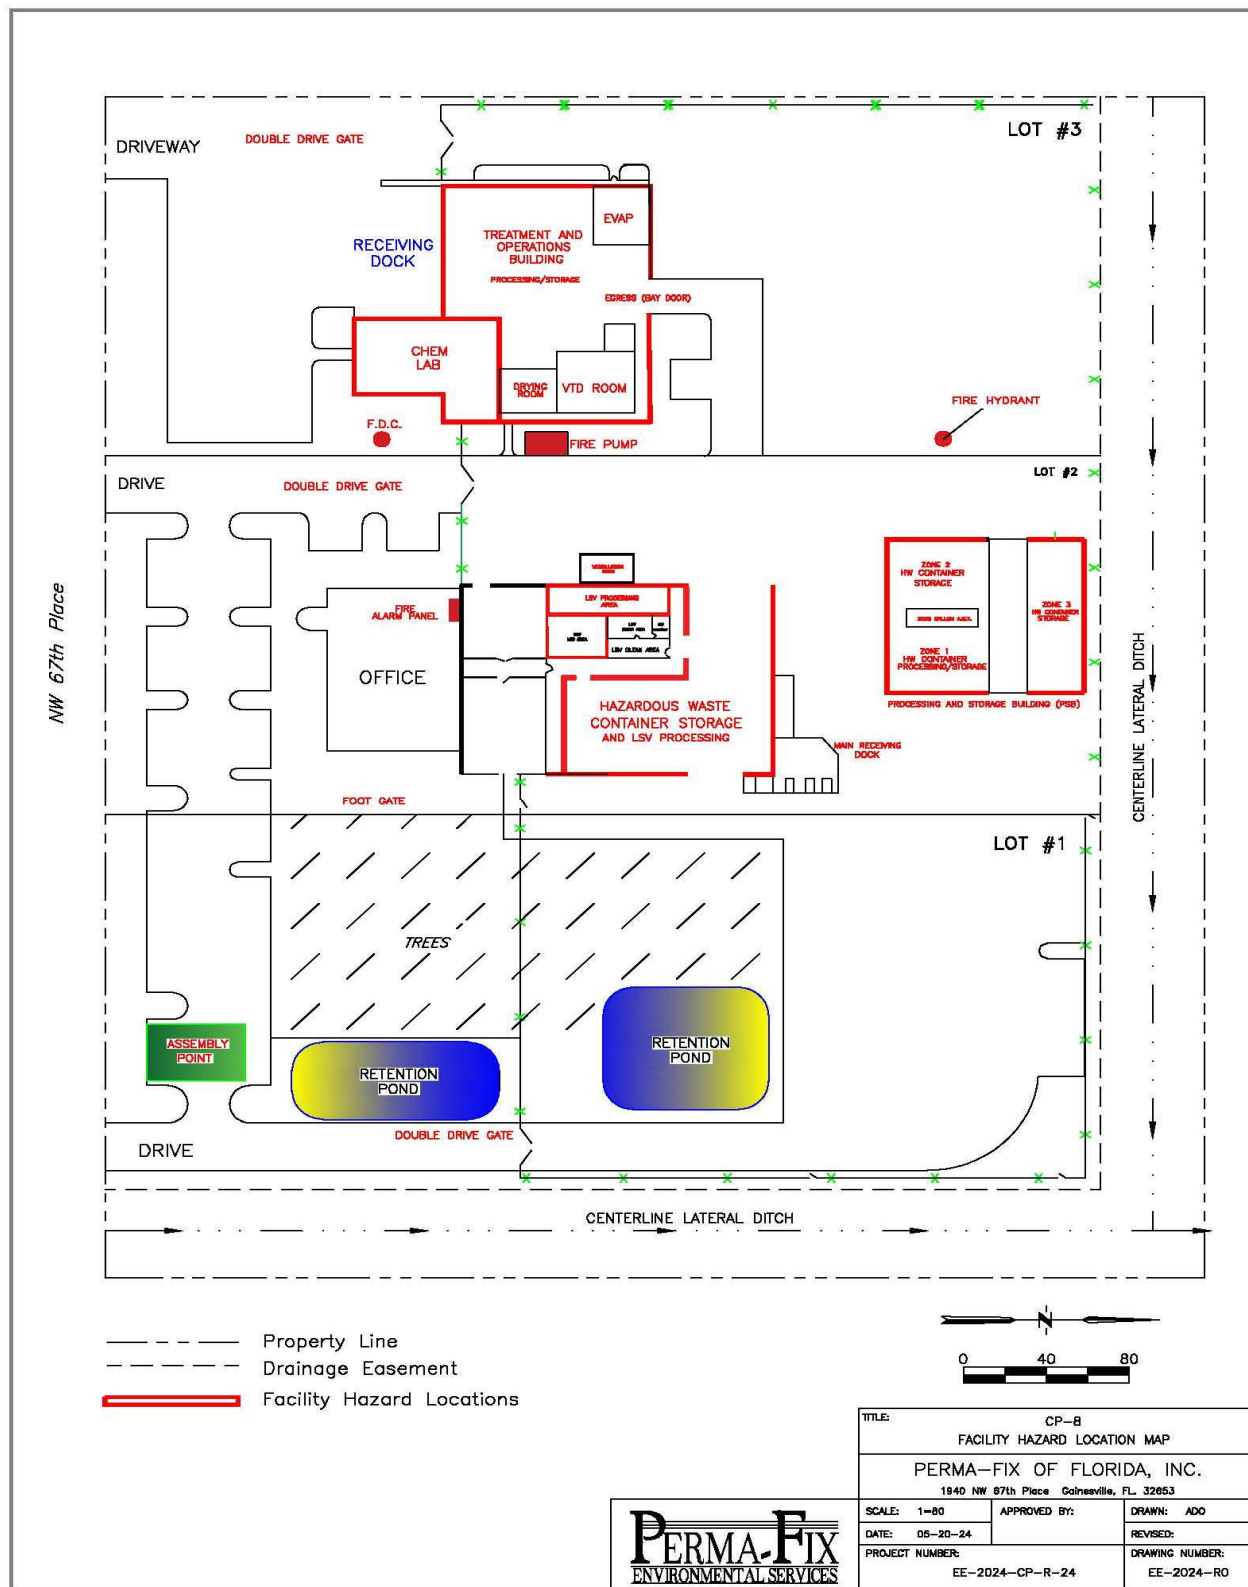 LOT #3
DOUBLE DRIVE GATE
DRIVEWAY
EVAP
TREATMENT AND
OPERATIONS
BUILDING
PROCESSING/STORAGE
RECEIVING
DOCK
EGRESS (BAY DOOR)
CHEM
LAB
DRYING
ROOM
VTD ROOM
FIRE HYDRANT
F.D.C.
FIRE PUMP
LOT #2
DRIVE
DOUBLE DRIVE GATE
NW 67th Place
FIRE
ALARM PANEL
OFFICE
LSV PROCESSING
AREA
LSV CLEAN AREA
HAZARDOUS WASTE
CONTAINER STORAGE
AND LSV PROCESSING
MAIN RECEIVING
DOCK
ZONE 2
HW CONTAINER
STORAGE
ZONE 3
HW CONTAINER
STORAGE
ZONE 1
HW CONTAINER
PROCESSING/STORAGE
PROCESSING AND STORAGE BUILDING (PSB)
CENTERLINE LATERAL DITCH
FOOT GATE
LOT #1
TREES
ASSEMBLY
POINT
RETENTION
POND
RETENTION
POND
DOUBLE DRIVE GATE
DRIVE
CENTERLINE LATERAL DITCH
Property Line
Drainage Easement
Facility Hazard Locations
N
0 40 80
TITLE:
CP-8
FACILITY HAZARD LOCATION MAP
PERMA-FIX OF FLORIDA, INC.
1940 NW 67th Place Gainesville, FL. 32653
SCALE: 1=80
APPROVED BY:
DRAWN: ADO
DATE: 05-20-24
REVISED:
PROJECT NUMBER:
EE-2024-CP-R-24
DRAWING NUMBER:
EE-2024-R0
PERMA-FIX
ENVIRONMENTAL SERVICES